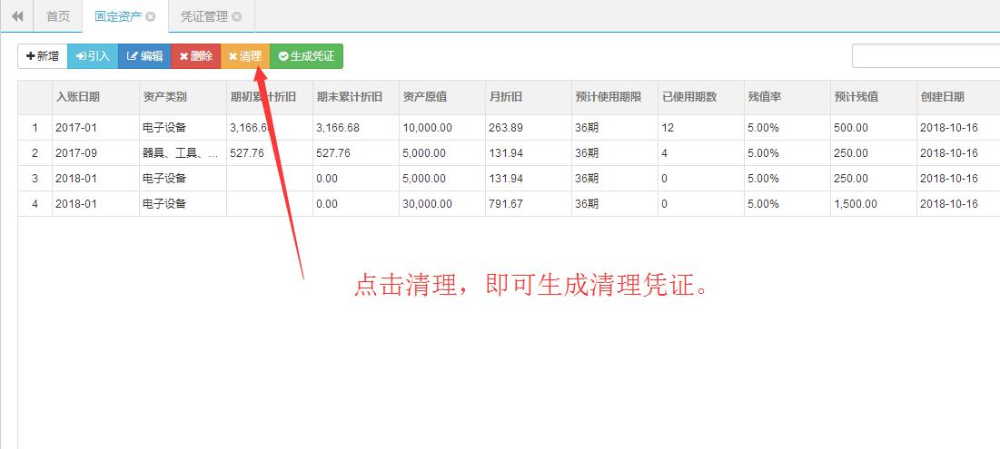 首页 固定资产 凭证管理
新增 引入 编辑 删除 清理 生成凭证
入账日期 资产类别 期初累计折旧 期末累计折旧 资产原值 月折旧 预计使用期限 已使用期数 残值率 预计残值 创建日期
1 2017-01 电子设备 3,166.68 3,166.68 10,000.00 263.89 36期 12 5.00% 500.00 2018-10-16
2 2017-09 器具、工具、... 527.76 527.76 5,000.00 131.94 36期 4 5.00% 250.00 2018-10-16
3 2018-01 电子设备 0.00 5,000.00 131.94 36期 0 5.00% 250.00 2018-10-16
4 2018-01 电子设备 0.00 30,000.00 791.67 36期 0 5.00% 1,500.00 2018-10-16
点击清理，即可生成清理凭证。